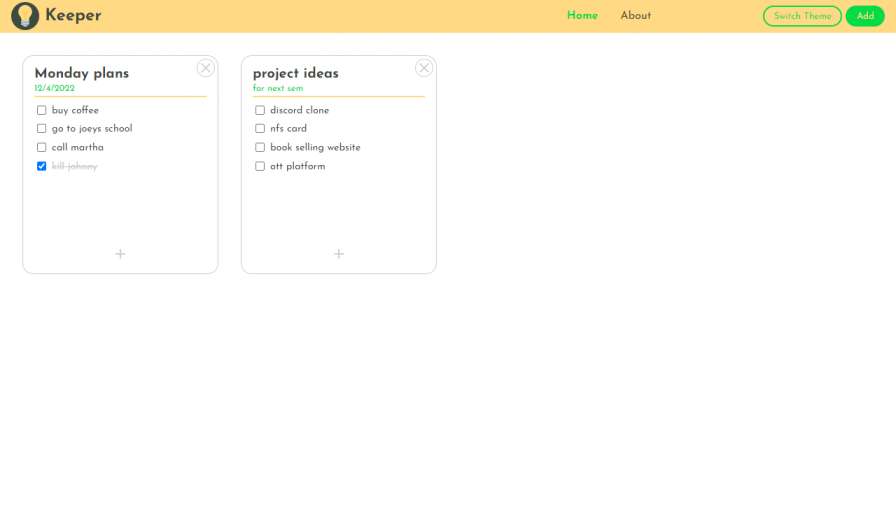 Keeper
Home
About
Switch Theme
Add
Monday plans
12/4/2022
buy coffee
go to joeys school
call martha
kill johnny
project ideas
for next sem
discord clone
nfs card
book selling website
ott platform